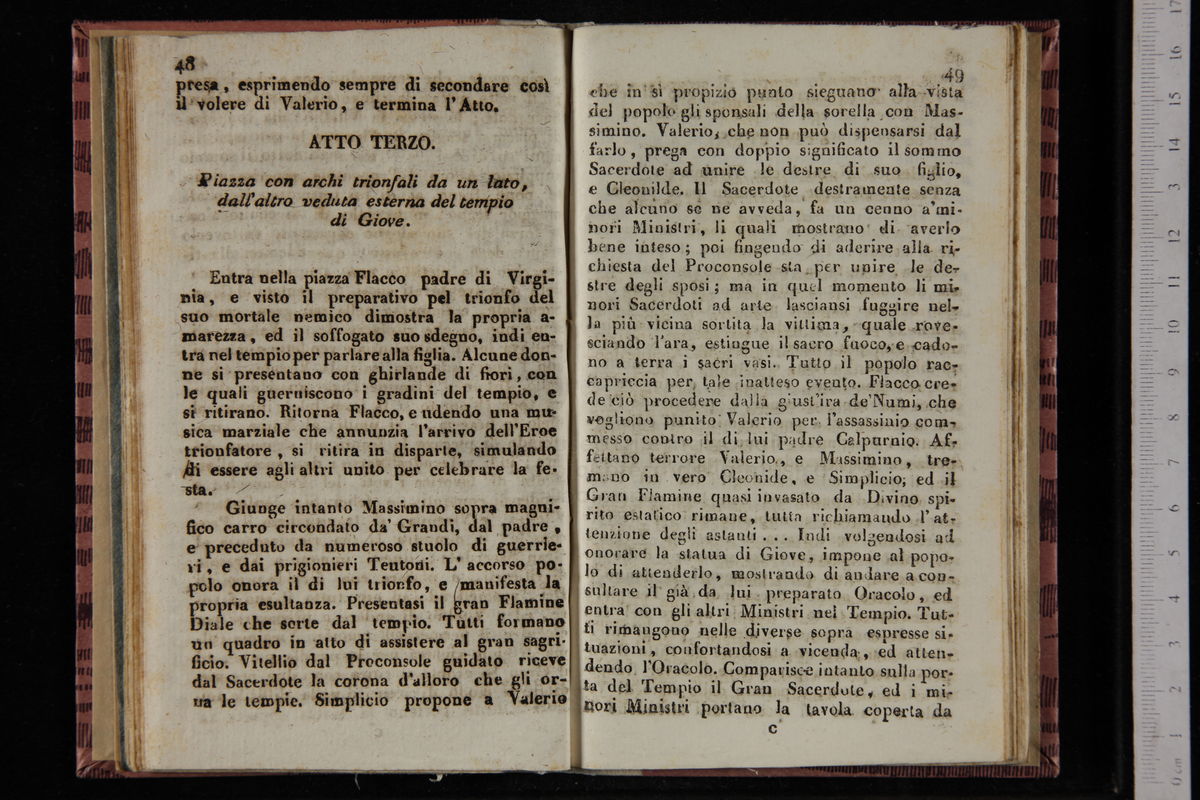 48
presa, esprimendo sempre di secondare così
il volere di Valerio, e termina l'Atto.
ATTO TERZO.
Piazza con archi trionfali da un lato,
dall'altro veduta esterna del tempio
di Giove.
Entra nella piazza Flacco padre di Virgi-
nia, e visto il preparativo pel trionfo del
suo mortale nemico dimostra la propria a-
marezza, ed il soffogato suo sdegno, indi en-
tra nel tempio per parlare alla figlia. Alcune don-
ne si presentano con ghirlande di fiori, con
le quali guerniscono i gradini del tempio, e
si ritirano. Ritorna Flacco, e udendo una mu-
sica marziale che annunzia l'arrivo dell'Eroe
trionfatore, si ritira in disparte, simulando
di essere agli altri unito per celebrare la fe-
sta.
Giunge intanto Massimino sopra magni-
fico carro circondato da' Grandi, dal padre,
e preceduto da numeroso stuolo di guerrie-
ri, e dai prigionieri Teutoni. L' accorso po-
polo onora il di lui trionfo, e manifesta la
propria esultanza. Presentasi il gran Flamine
Diale che sorte dal tempio. Tutti formano
un quadro in atto di assistere al gran sagri-
ficio. Vitellio dal Proconsole guidato riceve
dal Sacerdote la corona d'alloro che gli or-
na le tempie. Simplicio propone a Valerio
49
che in sì propizio punto sieguano alla vista
del popolo gli sponsali della sorella con Mas-
simino. Valerio, che non può dispensarsi dal
farlo, prega con doppio significato il sommo
Sacerdote ad unire le destre di suo figlio,
e Cleonilde. Il Sacerdote destramente senza
che alcuno se ne avveda, fa un cenno a'mi-
nori Ministri, li quali mostrano di averlo
bene inteso; poi fingendo di aderire alla ri-
chiesta del Proconsole sta per unire le de-
stre degli sposi; ma in quel momento li mi-
nori Sacerdoti ad arte lasciansi fuggire nel-
la più vicina sortita la vittima, quale rove-
sciando l'ara, estingue il sacro fuoco, e cado-
no a terra i sacri vasi. Tutto il popolo rac-
capriccia per tale inatteso evento. Flacco cre-
de ciò procedere dalla giust'ira de'Numi, che
vogliono punito Valerio per l'assassinio com-
messo contro il di lui padre Calpurnio. Af-
fettano terrore Valerio, e Massimino, tre-
mano in vero Cleonide, e Simplicio; ed il
Gran Flamine quasi invasato da Divino spi-
rito estatico rimane, tutta richiamando l'at-
tenzione degli astanti . . . Indi volgendosi ad
onorare la statua di Giove, impone al popo-
lo di attenderlo, mostrando di andare a con-
sultare il già da lui preparato Oracolo, ed
entra con gli altri Ministri nel Tempio. Tut-
ti rimangono nelle diverse sopra espresse si-
tuazioni, confortandosi a vicenda, ed atten-
dendo l'Oracolo. Comparisce intanto sulla por-
ta del Tempio il Gran Sacerdote, ed i mi-
nori Ministri portano la tavola coperta da
C
0 cm 1 2 3 4 5 6 7 8 9 10 11 12 13 14 15 16 17